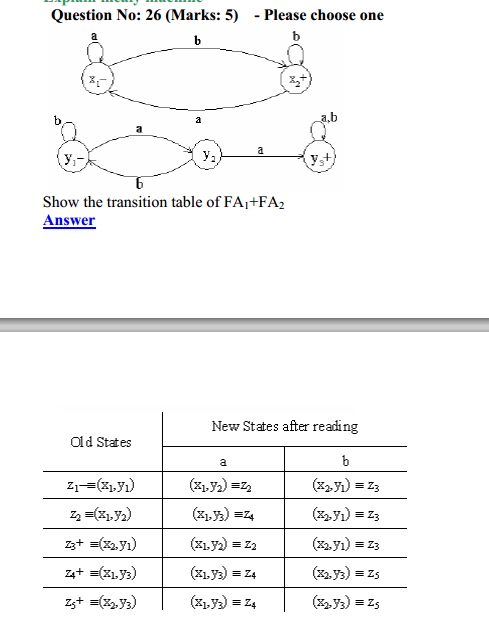 Question No: 26 (Marks: 5) - Please choose one
a
b
b
x₁-
x₂+
a
b
a
a,b
a
y₁-
y₂
y₃+
b
Show the transition table of FA₁+FA₂
Answer
Old States
New States after reading
a
b
z₁-≡(x₁,y₁) (x₁,y₂) ≡z₂ (x₂,y₁) ≡ z₃
z₂ ≡(x₁,y₂) (x₁,y₃) ≡z₄ (x₂,y₁) ≡ z₃
z₃+ ≡(x₂,y₁) (x₁,y₂) ≡ z₂ (x₂,y₁) ≡ z₃
z₄+ ≡(x₁,y₃) (x₁,y₃) ≡ z₄ (x₂,y₃) ≡ z₅
z₅+ ≡(x₂,y₃) (x₁,y₃) ≡ z₄ (x₂,y₃) ≡ z₅